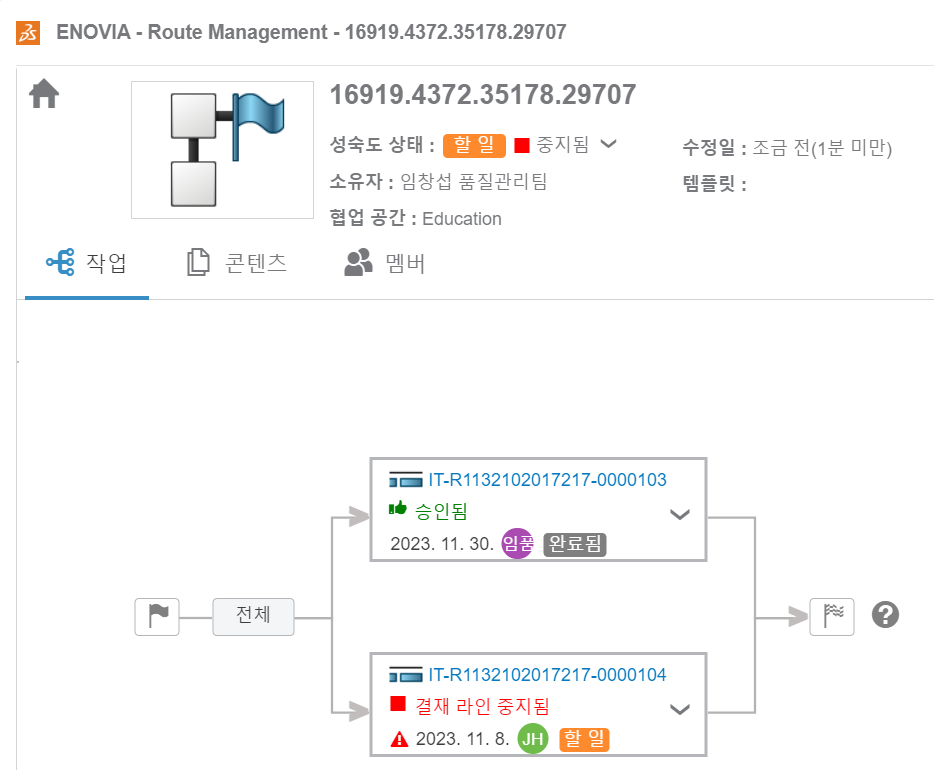 ENOVIA - Route Management - 16919.4372.35178.29707
16919.4372.35178.29707
성숙도 상태 : 할 일 중지됨
수정일 : 조금 전(1분 미만)
소유자 : 임창섭 품질관리팀
템플릿 :
협업 공간 : Education
작업 콘텐츠 멤버
IT-R1132102017217-0000103
승인됨
2023. 11. 30. 임품 완료됨
전체
?
IT-R1132102017217-0000104
결재 라인 중지됨
2023. 11. 8. JH 할 일